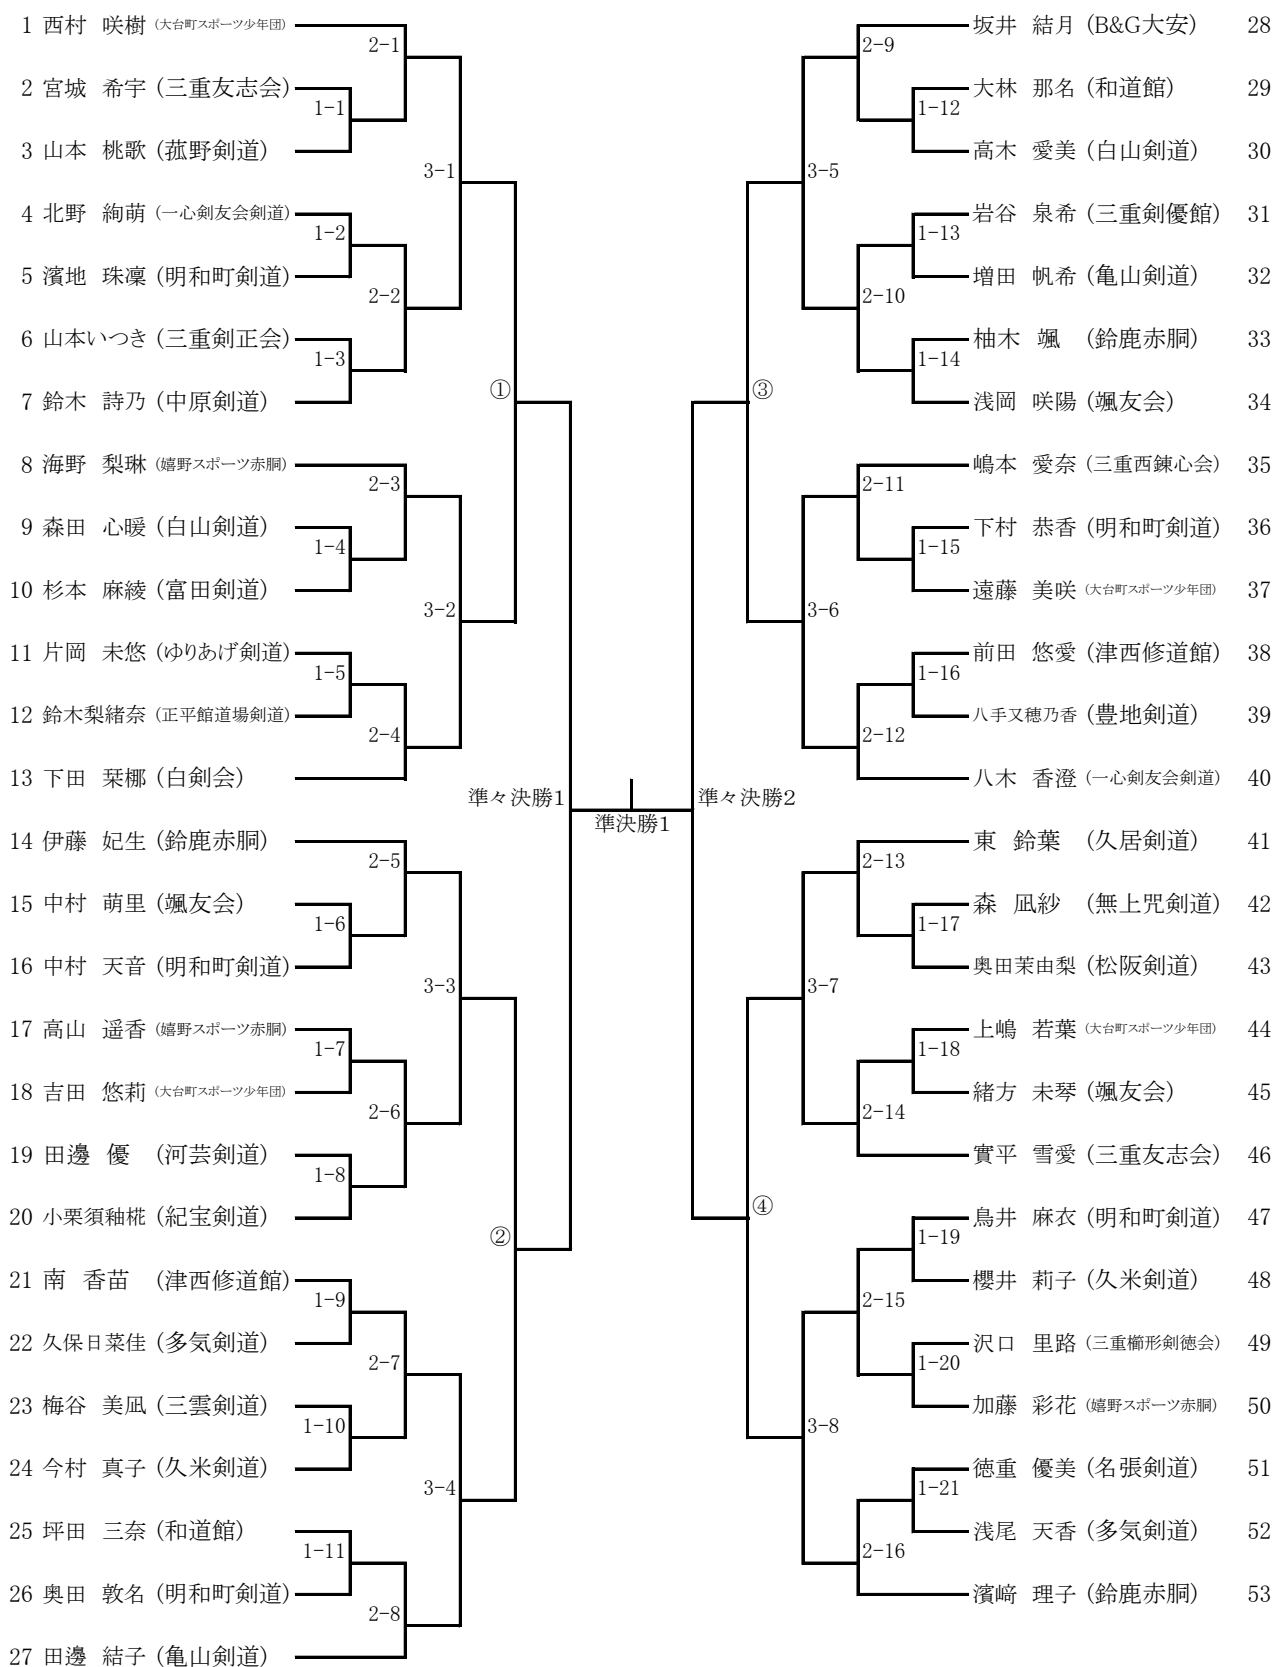 1 西村 咲樹 (大台町スポーツ少年団)
2-1
2 宮城 希宇 (三重友志会)
1-1
3 山本 桃歌 (菰野剣道)
3-1
4 北野 絢萌 (一心剣友会剣道)
1-2
5 濱地 珠凜 (明和町剣道)
2-2
6 山本いつき (三重剣正会)
1-3
7 鈴木 詩乃 (中原剣道)
①
8 海野 梨琳 (嬉野スポーツ赤胴)
2-3
9 森田 心暖 (白山剣道)
1-4
10 杉本 麻綾 (富田剣道)
3-2
11 片岡 未悠 (ゆりあげ剣道)
1-5
12 鈴木梨緒奈 (正平館道場剣道)
2-4
13 下田 栞梛 (白剣会)
準々決勝1
準決勝1
準々決勝2
14 伊藤 妃生 (鈴鹿赤胴)
2-5
15 中村 萌里 (颯友会)
1-6
16 中村 天音 (明和町剣道)
3-3
17 高山 遥香 (嬉野スポーツ赤胴)
1-7
18 吉田 悠莉 (大台町スポーツ少年団)
2-6
19 田邊 優 (河芸剣道)
1-8
20 小栗須釉椛 (紀宝剣道)
②
21 南 香苗 (津西修道館)
1-9
22 久保日菜佳 (多気剣道)
2-7
23 梅谷 美凪 (三雲剣道)
1-10
24 今村 真子 (久米剣道)
3-4
25 坪田 三奈 (和道館)
1-11
26 奥田 敦名 (明和町剣道)
2-8
27 田邊 結子 (亀山剣道)
坂井 結月 (B&G大安) 28
2-9
大林 那名 (和道館) 29
1-12
高木 愛美 (白山剣道) 30
3-5
岩谷 泉希 (三重剣優館) 31
1-13
増田 帆希 (亀山剣道) 32
2-10
柚木 颯 (鈴鹿赤胴) 33
1-14
浅岡 咲陽 (颯友会) 34
③
嶋本 愛奈 (三重西錬心会) 35
2-11
下村 恭香 (明和町剣道) 36
1-15
遠藤 美咲 (大台町スポーツ少年団) 37
3-6
前田 悠愛 (津西修道館) 38
1-16
八手又穂乃香 (豊地剣道) 39
2-12
八木 香澄 (一心剣友会剣道) 40
東 鈴葉 (久居剣道) 41
2-13
森 凪紗 (無上咒剣道) 42
1-17
奥田茉由梨 (松阪剣道) 43
3-7
上嶋 若葉 (大台町スポーツ少年団) 44
1-18
緒方 未琴 (颯友会) 45
2-14
實平 雪愛 (三重友志会) 46
④
鳥井 麻衣 (明和町剣道) 47
1-19
櫻井 莉子 (久米剣道) 48
2-15
沢口 里路 (三重櫛形剣徳会) 49
1-20
加藤 彩花 (嬉野スポーツ赤胴) 50
3-8
徳重 優美 (名張剣道) 51
1-21
浅尾 天香 (多気剣道) 52
2-16
濱﨑 理子 (鈴鹿赤胴) 53